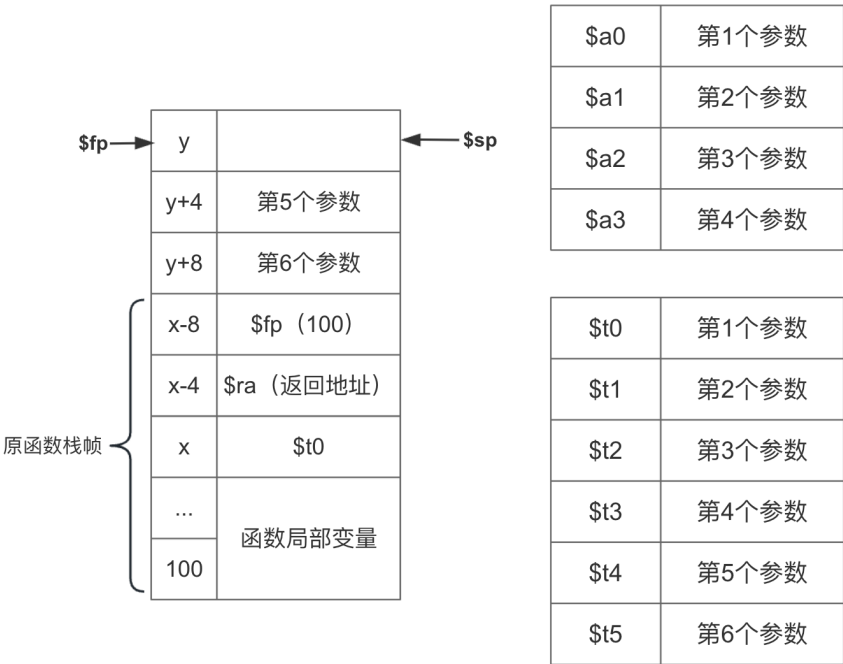 $fp
y
$sp
y+4 第5个参数
y+8 第6个参数
x-8 $fp（100）
x-4 $ra（返回地址）
x $t0
...
100
函数局部变量
原函数栈帧
$a0 第1个参数
$a1 第2个参数
$a2 第3个参数
$a3 第4个参数
$t0 第1个参数
$t1 第2个参数
$t2 第3个参数
$t3 第4个参数
$t4 第5个参数
$t5 第6个参数